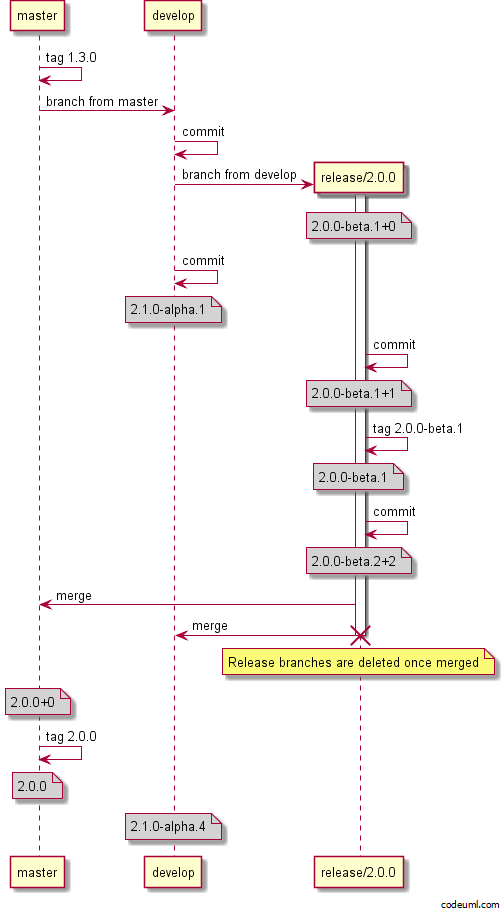 master
develop
tag 1.3.0
branch from master
commit
branch from develop
release/2.0.0
2.0.0-beta.1+0
commit
2.1.0-alpha.1
commit
2.0.0-beta.1+1
tag 2.0.0-beta.1
2.0.0-beta.1
commit
2.0.0-beta.2+2
merge
merge
Release branches are deleted once merged
2.0.0+0
tag 2.0.0
2.0.0
2.1.0-alpha.4
master
develop
release/2.0.0
codeuml.com